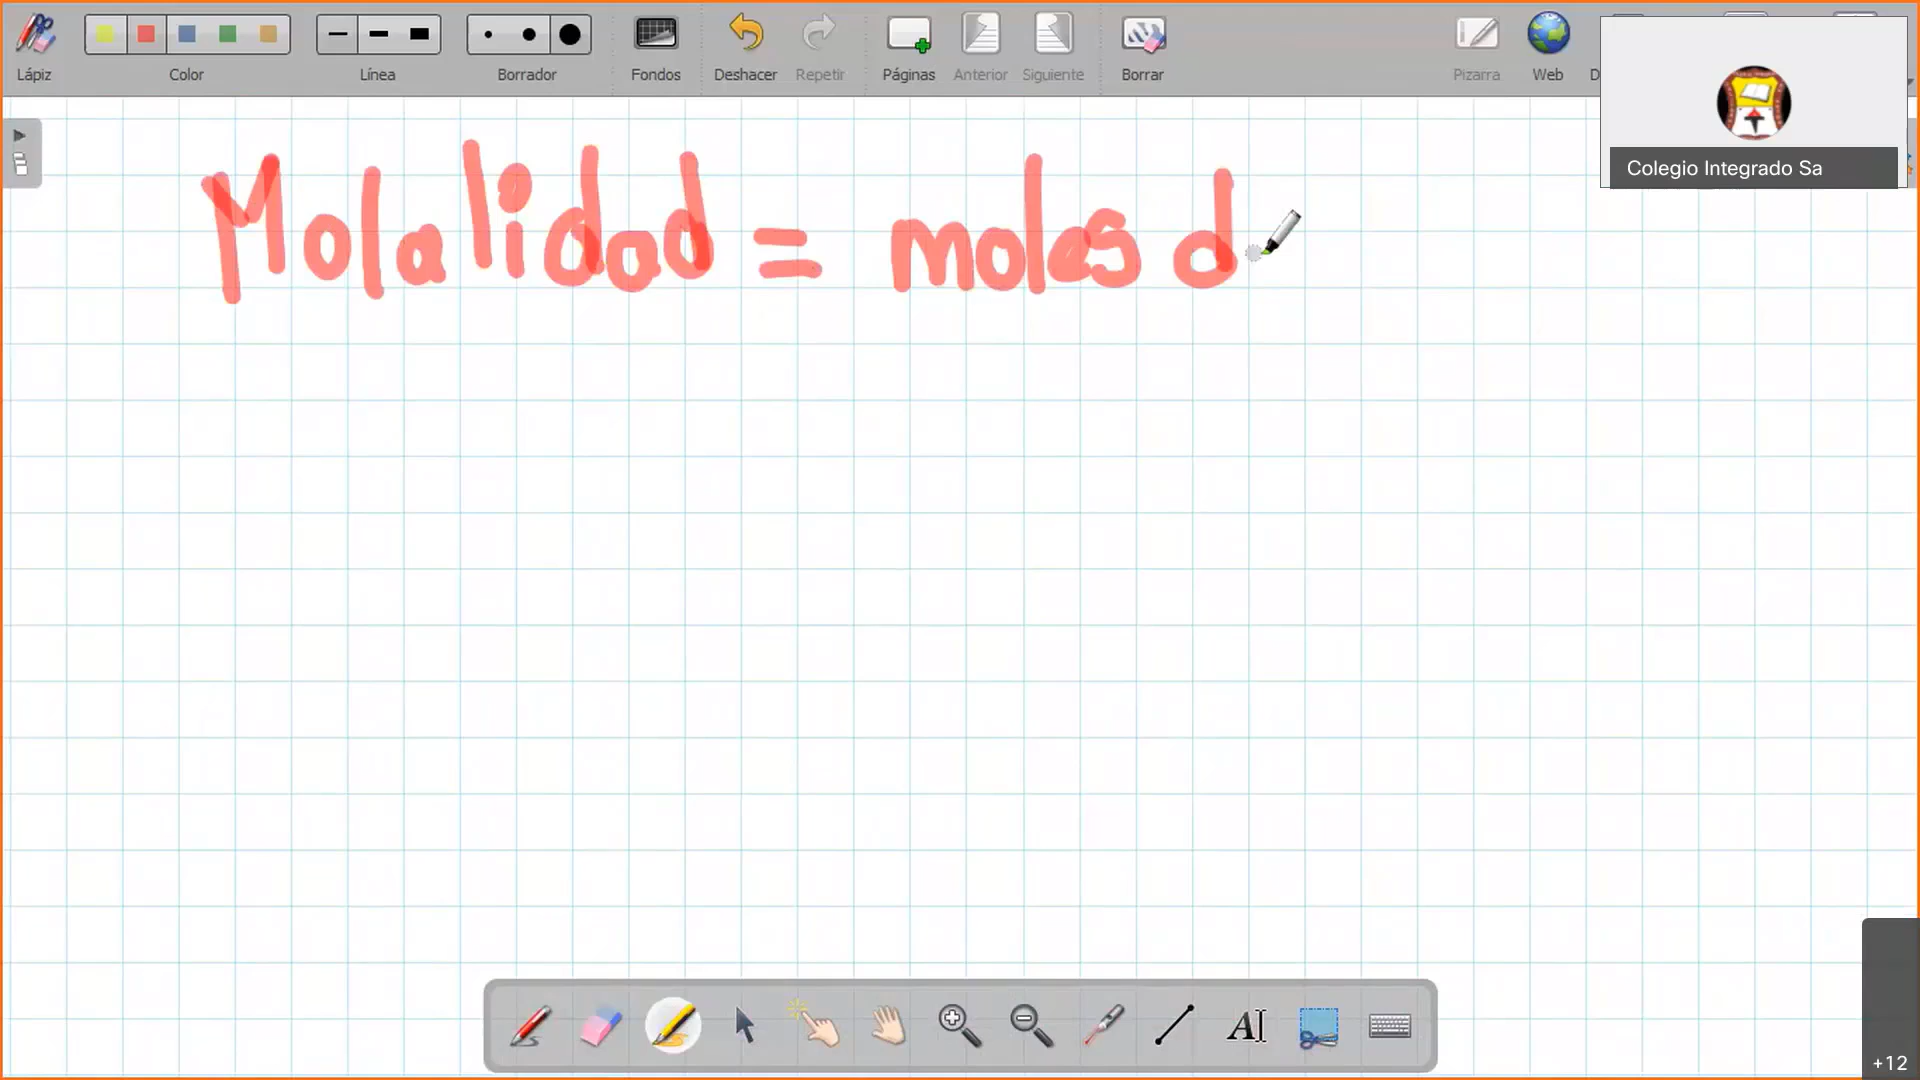 Lápiz Color Línea Borrador Fondos Deshacer Repetir Páginas Anterior Siguiente Borrar Pizarra Web D
Colegio Integrado Sa
Molalidad = moles d
+12